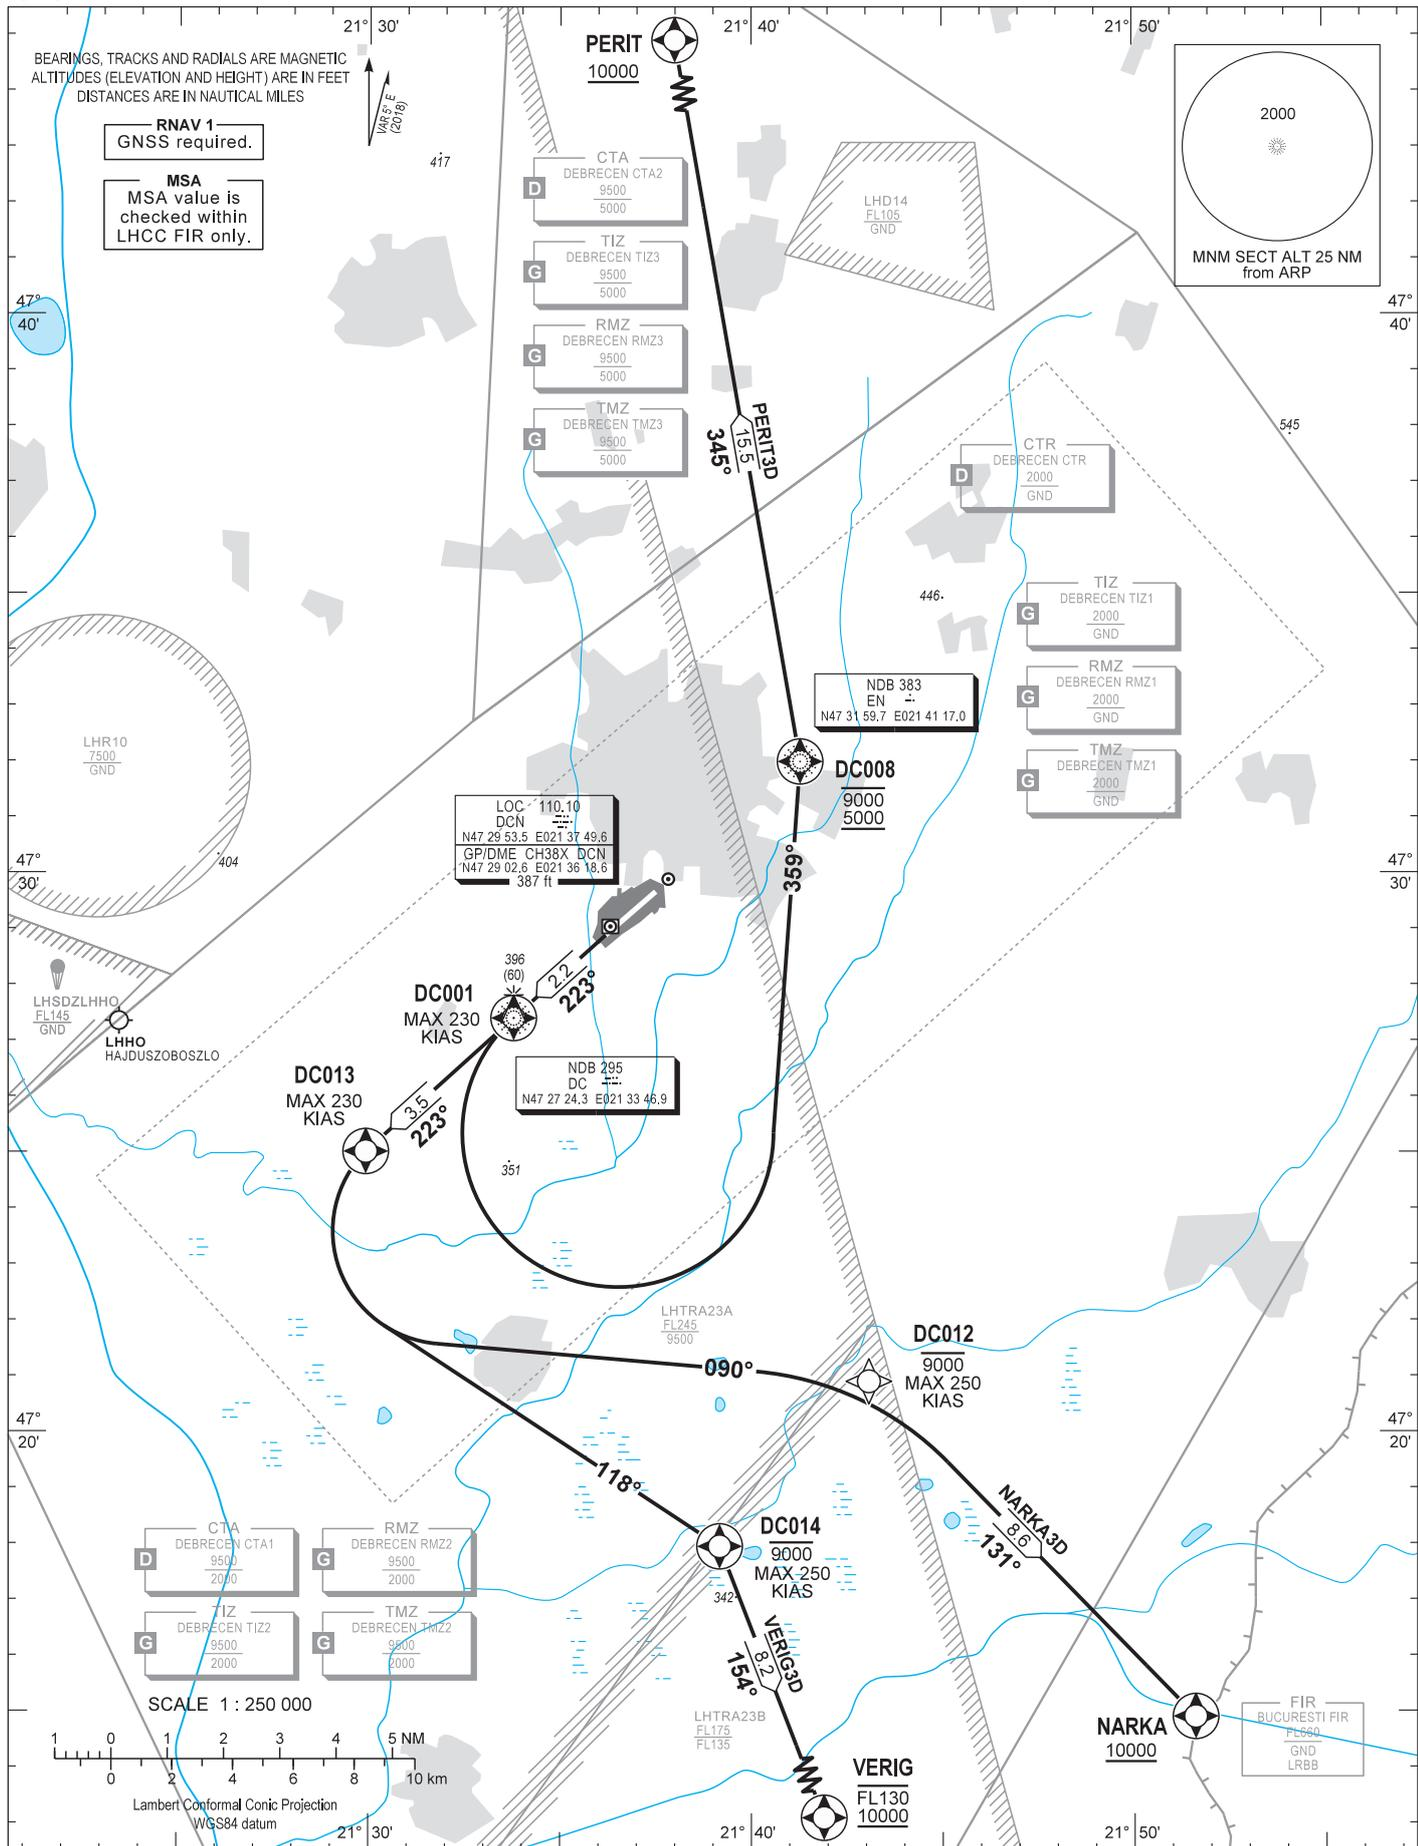 21° 30'
21° 40'
21° 50'
BEARINGS, TRACKS AND RADIALS ARE MAGNETIC
ALTITUDES (ELEVATION AND HEIGHT) ARE IN FEET
DISTANCES ARE IN NAUTICAL MILES
VAR 5° E
(2018)
RNAV 1
GNSS required.
MSA
MSA value is
checked within
LHCC FIR only.
PERIT
10000
2000
MNM SECT ALT 25 NM
from ARP
417
CTA
DEBRECEN CTA2
9500
5000
D
TIZ
DEBRECEN TIZ3
9500
5000
G
RMZ
DEBRECEN RMZ3
9500
5000
G
TMZ
DEBRECEN TMZ3
9500
5000
G
LHD14
FL105
GND
47°
40'
47°
40'
PERIT3D
15.5
345°
545
CTR
DEBRECEN CTR
2000
GND
D
446
TIZ
DEBRECEN TIZ1
2000
GND
G
RMZ
DEBRECEN RMZ1
2000
GND
G
TMZ
DEBRECEN TMZ1
2000
GND
G
NDB 383
EN
N47 31 59.7 E021 41 17.0
DC008
9000
5000
LHR10
7500
GND
404
LOC 110.10
DCN
N47 29 53.5 E021 37 49.6
GP/DME CH38X DCN
N47 29 02.6 E021 36 18.6
387 ft
359°
47°
30'
47°
30'
396
(60)
2.2
223°
DC001
MAX 230
KIAS
LHSDZLHHO
FL145
GND
LHHO
HAJDUSZOBOSZLO
NDB 295
DC
N47 27 24.3 E021 33 46.9
DC013
MAX 230
KIAS
3.5
223°
351
LHTRA23A
FL245
9500
090°
DC012
9000
MAX 250
KIAS
47°
20'
47°
20'
118°
DC014
9000
MAX 250
KIAS
342
NARKA3D
8.6
131°
VERIG3D
8.2
154°
CTA
DEBRECEN CTA1
9500
2000
D
RMZ
DEBRECEN RMZ2
9500
2000
G
TIZ
DEBRECEN TIZ2
9500
2000
G
TMZ
DEBRECEN TMZ2
9500
2000
G
SCALE 1 : 250 000
1 0 1 2 3 4 5 NM
0 2 4 6 8 10 km
Lambert Conformal Conic Projection
WGS84 datum
LHTRA23B
FL175
FL135
VERIG
FL130
10000
NARKA
10000
FIR
BUCURESTI FIR
FL660
GND
LRBB
21° 30'
21° 40'
21° 50'